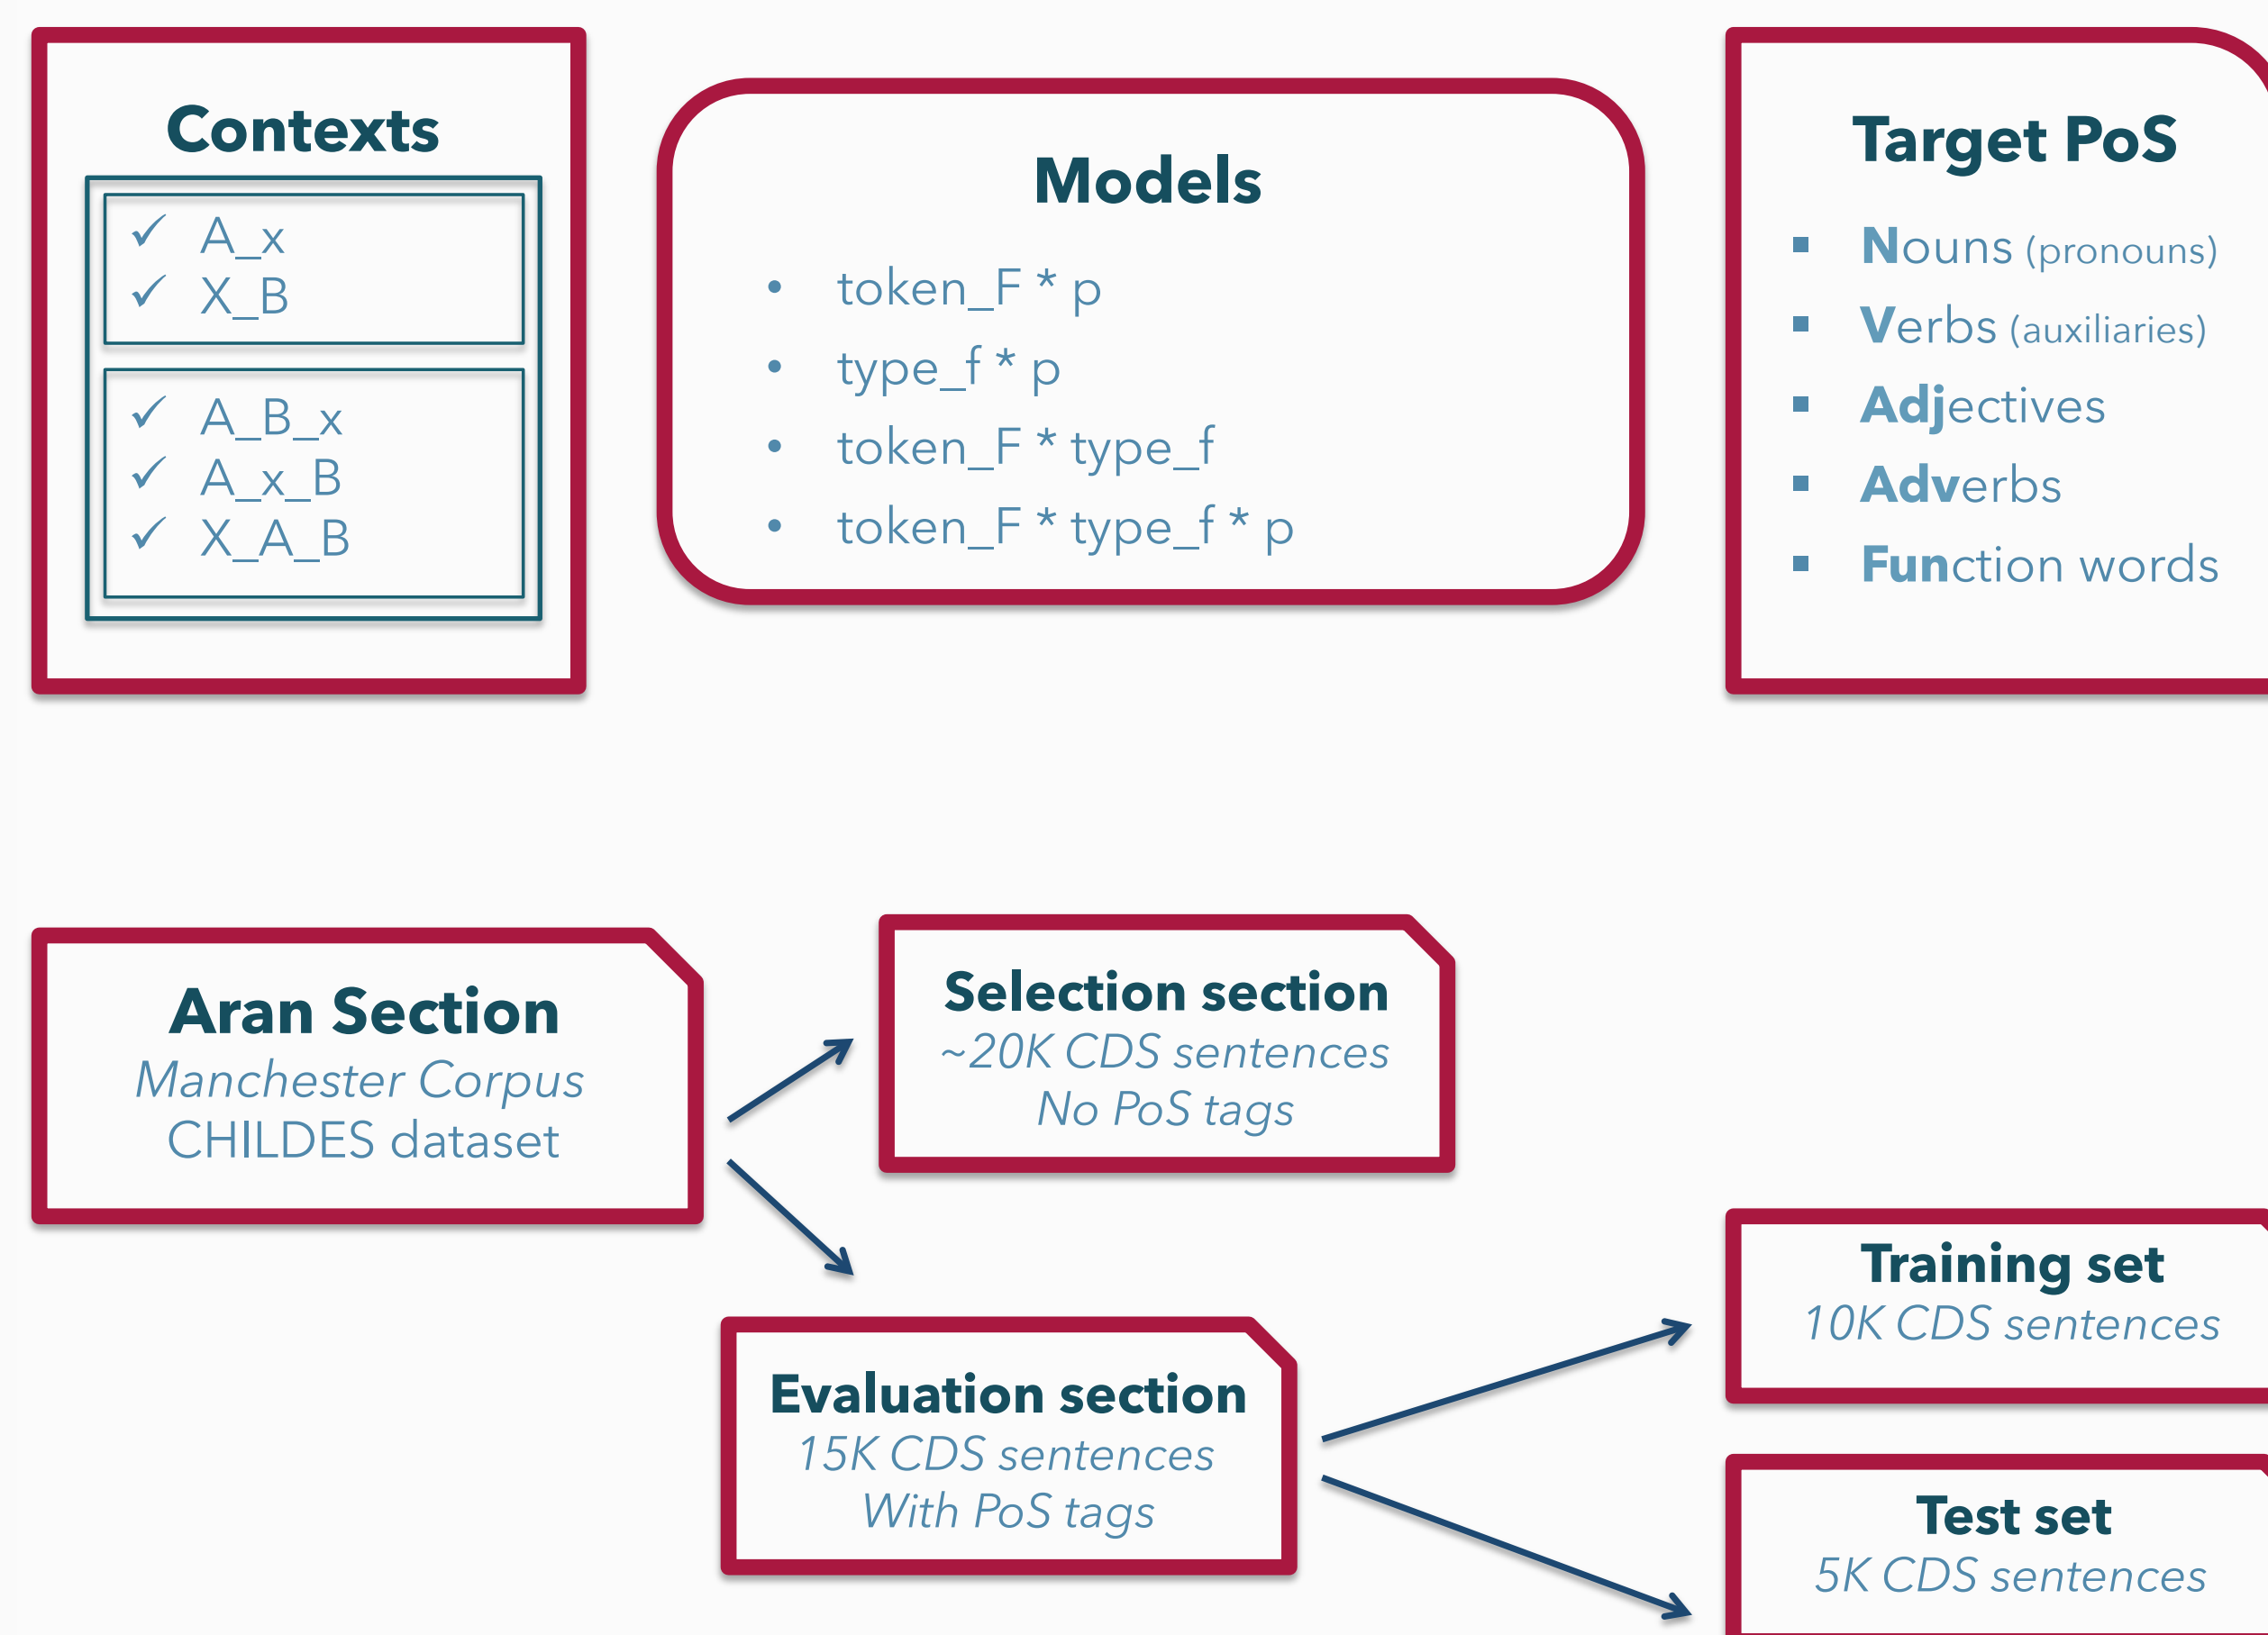 Contexts
✓ A_x
✓ X_B
✓ A_B_x
✓ A_x_B
✓ X_A_B
Models
• token_F * p
• type_f * p
• token_F * type_f
• token_F * type_f * p
Target PoS
▪ Nouns (pronouns)
▪ Verbs (auxiliaries)
▪ Adjectives
▪ Adverbs
▪ Function words
Aran Section
Manchester Corpus
CHILDES dataset
Selection section
~20K CDS sentences
No PoS tags
Evaluation section
15K CDS sentences
With PoS tags
Training set
10K CDS sentences
Test set
5K CDS sentences